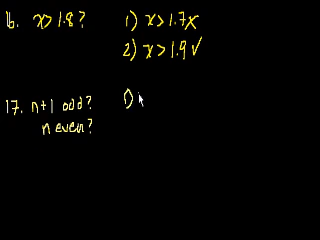 16. x > 1.8 ? 1) x > 1.7 x
2) x > 1.9 ✓
17. n+1 odd? 1)
n even?